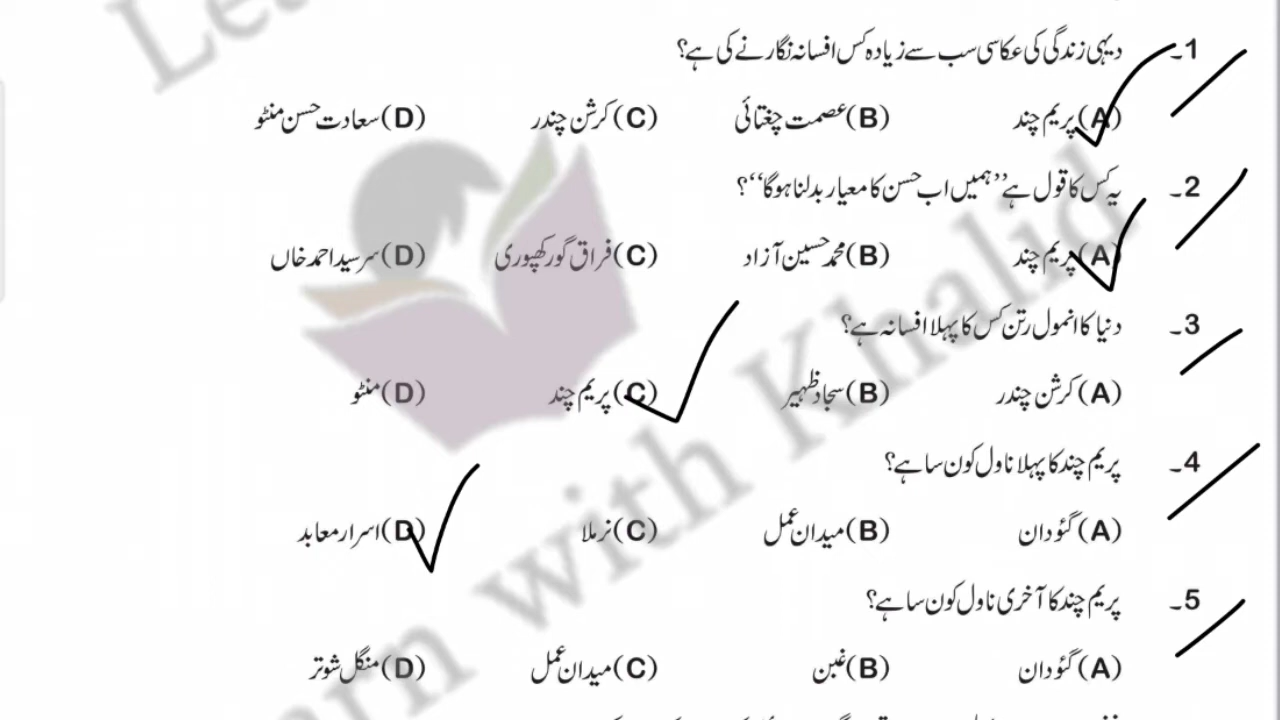 1۔ دیہی زندگی کی عکاسی سب سے زیادہ کس افسانہ نگار نے کی ہے؟
(A) پریم چند (B) عصمت چغتائی (C) کرشن چندر (D) سعادت حسن منٹو
2۔ یہ کس کا قول ہے ’’ہمیں اب حسن کا معیار بدلنا ہوگا‘‘؟
(A) پریم چند (B) محمد حسین آزاد (C) فراق گورکھپوری (D) سرسید احمد خاں
3۔ دنیا کا انمول رتن کس کا پہلا افسانہ ہے؟
(A) کرشن چندر (B) سجاد ظہیر (C) پریم چند (D) منٹو
4۔ پریم چند کا پہلا ناول کون سا ہے؟
(A) گئودان (B) میدان عمل (C) نرملا (D) اسرار معابد
5۔ پریم چند کا آخری ناول کون سا ہے؟
(A) گئودان (B) غبن (C) میدان عمل (D) منگل شوتر
Learn with Khalid